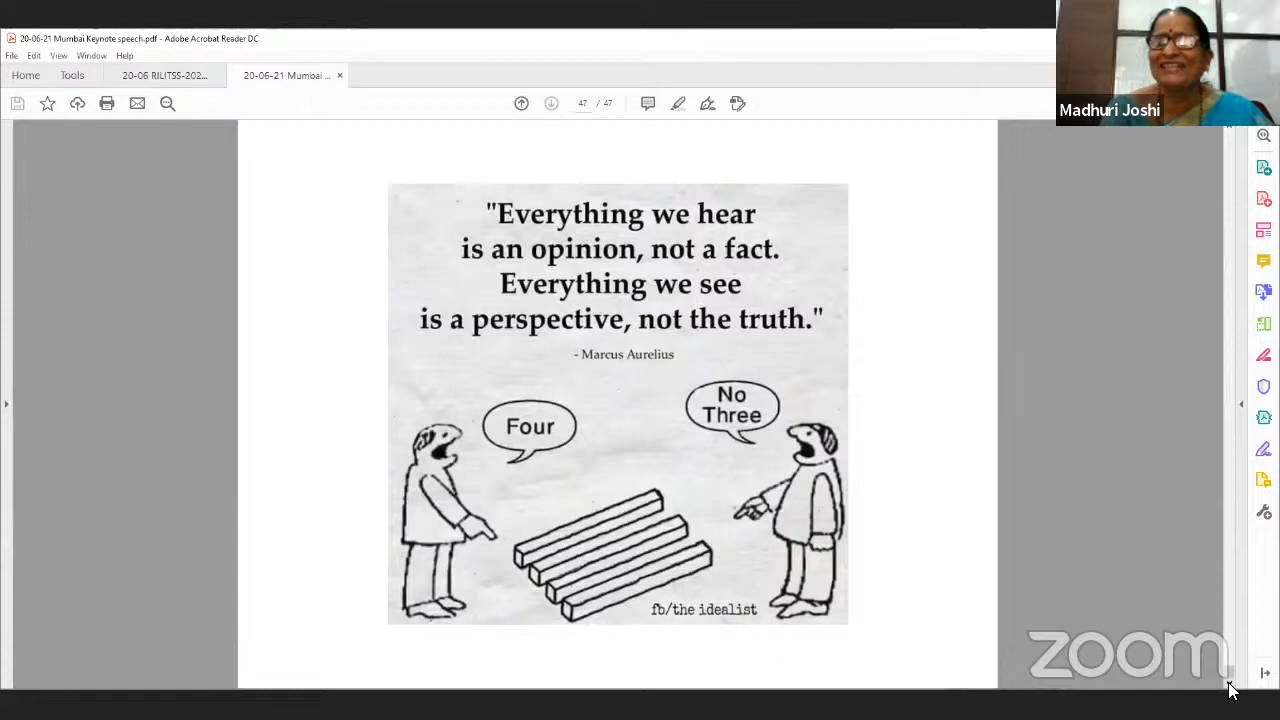 20-06-21 Mumbai Keynote speech.pdf - Adobe Acrobat Reader DC
File Edit View Window Help
Home Tools 20-06 RILITSS-202... 20-06-21 Mumbai ... ×
47 / 47
Madhuri Joshi
"Everything we hear
is an opinion, not a fact.
Everything we see
is a perspective, not the truth."
- Marcus Aurelius
Four
No
Three
fb/the idealist
zoom